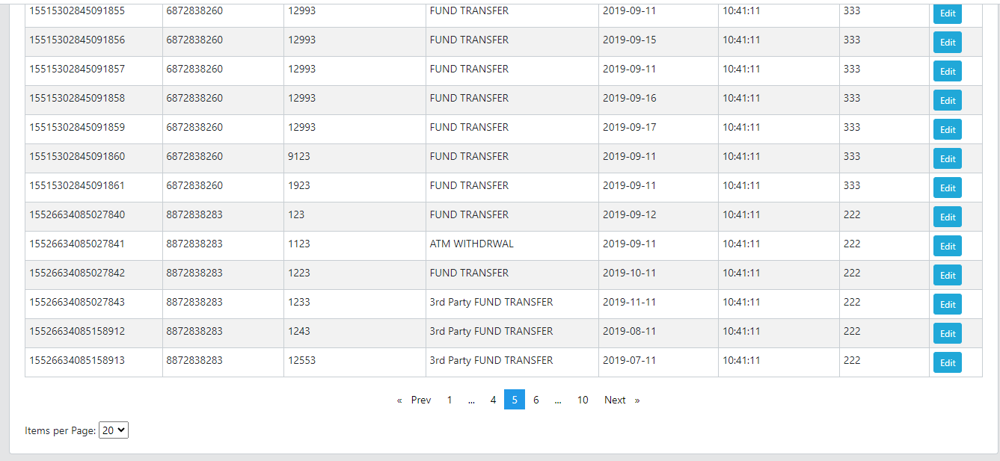 15515302845091855 6872838260 12993 FUND TRANSFER 2019-09-11 10:41:11 333 Edit
15515302845091856 6872838260 12993 FUND TRANSFER 2019-09-15 10:41:11 333 Edit
15515302845091857 6872838260 12993 FUND TRANSFER 2019-09-11 10:41:11 333 Edit
15515302845091858 6872838260 12993 FUND TRANSFER 2019-09-16 10:41:11 333 Edit
15515302845091859 6872838260 12993 FUND TRANSFER 2019-09-17 10:41:11 333 Edit
15515302845091860 6872838260 9123 FUND TRANSFER 2019-09-11 10:41:11 333 Edit
15515302845091861 6872838260 1923 FUND TRANSFER 2019-09-11 10:41:11 333 Edit
15526634085027840 8872838283 123 FUND TRANSFER 2019-09-12 10:41:11 222 Edit
15526634085027841 8872838283 1123 ATM WITHDRWAL 2019-09-11 10:41:11 222 Edit
15526634085027842 8872838283 1223 FUND TRANSFER 2019-10-11 10:41:11 222 Edit
15526634085027843 8872838283 1233 3rd Party FUND TRANSFER 2019-11-11 10:41:11 222 Edit
15526634085158912 8872838283 1243 3rd Party FUND TRANSFER 2019-08-11 10:41:11 222 Edit
15526634085158913 8872838283 12553 3rd Party FUND TRANSFER 2019-07-11 10:41:11 222 Edit
« Prev 1 ... 4 5 6 ... 10 Next »
Items per Page: 20